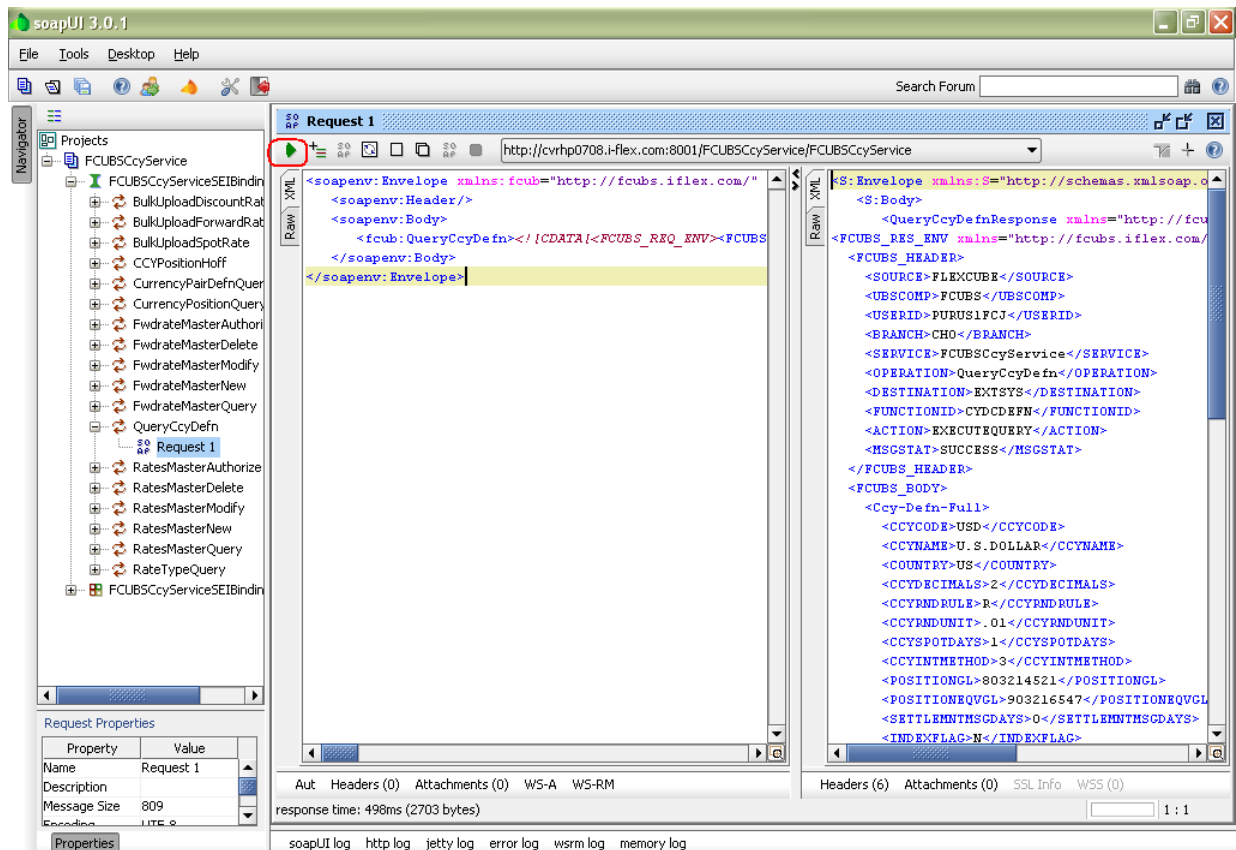 soapUI 3.0.1
File Tools Desktop Help
Search Forum
Navigator
Projects
FCUBSCcyService
FCUBSCcyServiceSEIBindin
BulkUploadDiscountRat
BulkUploadForwardRat
BulkUploadSpotRate
CCYPositionHoff
CurrencyPairDefnQuer
CurrencyPositionQuery
FwdrateMasterAuthori
FwdrateMasterDelete
FwdrateMasterModify
FwdrateMasterNew
FwdrateMasterQuery
QueryCcyDefn
Request 1
RatesMasterAuthorize
RatesMasterDelete
RatesMasterModify
RatesMasterNew
RatesMasterQuery
RateTypeQuery
FCUBSCcyServiceSEIBindin
Request Properties
Property Value
Name Request 1
Description
Message Size 809
Encoding UTF-8
Properties
Request 1
http://cvrhp0708.i-flex.com:8001/FCUBSCcyService/FCUBSCcyService
XML
Raw
<soapenv:Envelope xmlns:fcub="http://fcubs.iflex.com/"
<soapenv:Header/>
<soapenv:Body>
<fcub:QueryCcyDefn><![CDATA[<FCUBS_REQ_ENV><FCUBS
</soapenv:Body>
</soapenv:Envelope>
Aut Headers (0) Attachments (0) WS-A WS-RM
XML
Raw
<S:Envelope xmlns:S="http://schemas.xmlsoap.o
<S:Body>
<QueryCcyDefnResponse xmlns="http://fcu
<FCUBS_RES_ENV xmlns="http://fcubs.iflex.com/
<FCUBS_HEADER>
<SOURCE>FLEXCUBE</SOURCE>
<UBSCOMP>FCUBS</UBSCOMP>
<USERID>PURUS1FCJ</USERID>
<BRANCH>CHO</BRANCH>
<SERVICE>FCUBSCcyService</SERVICE>
<OPERATION>QueryCcyDefn</OPERATION>
<DESTINATION>EXTSYS</DESTINATION>
<FUNCTIONID>CYDCDEFN</FUNCTIONID>
<ACTION>EXECUTEQUERY</ACTION>
<MSGSTAT>SUCCESS</MSGSTAT>
</FCUBS_HEADER>
<FCUBS_BODY>
<Ccy-Defn-Full>
<CCYCODE>USD</CCYCODE>
<CCYNAME>U.S.DOLLAR</CCYNAME>
<COUNTRY>US</COUNTRY>
<CCYDECIMALS>2</CCYDECIMALS>
<CCYRNDRULE>R</CCYRNDRULE>
<CCYRNDUNIT>.01</CCYRNDUNIT>
<CCYSPOTDAYS>1</CCYSPOTDAYS>
<CCYINTMETHOD>3</CCYINTMETHOD>
<POSITIONGL>803214521</POSITIONGL>
<POSITIONEQVGL>903216547</POSITIONEQVGL
<SETTLEMNTMSGDAYS>0</SETTLEMNTMSGDAYS>
<INDEXFLAG>N</INDEXFLAG>
Headers (6) Attachments (0) SSL Info WSS (0)
response time: 498ms (2703 bytes)
1 : 1
soapUI log http log jetty log error log wsrm log memory log